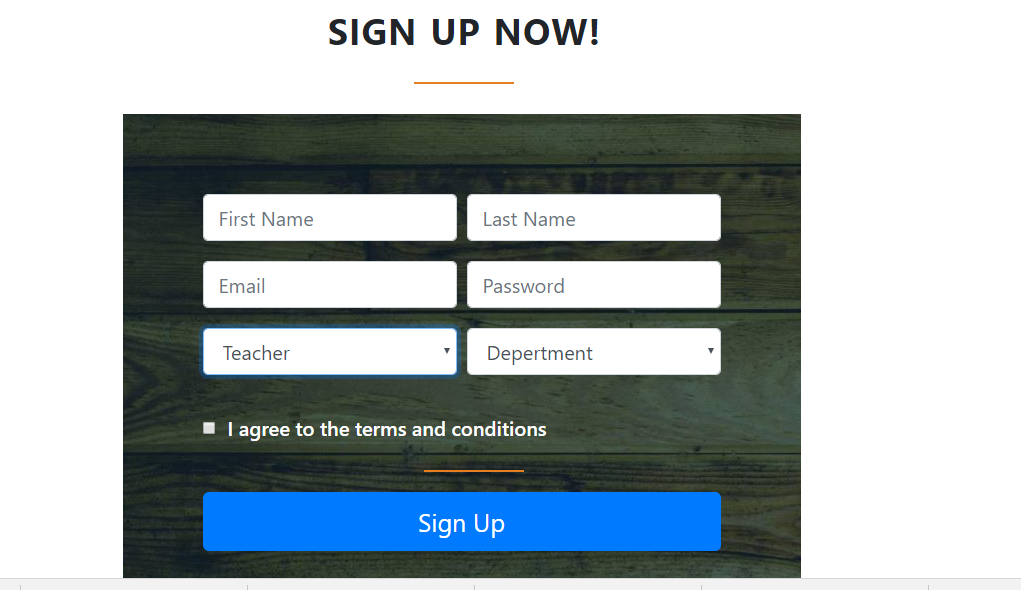 SIGN UP NOW!
First Name Last Name
Email Password
Teacher Depertment
I agree to the terms and conditions
Sign Up